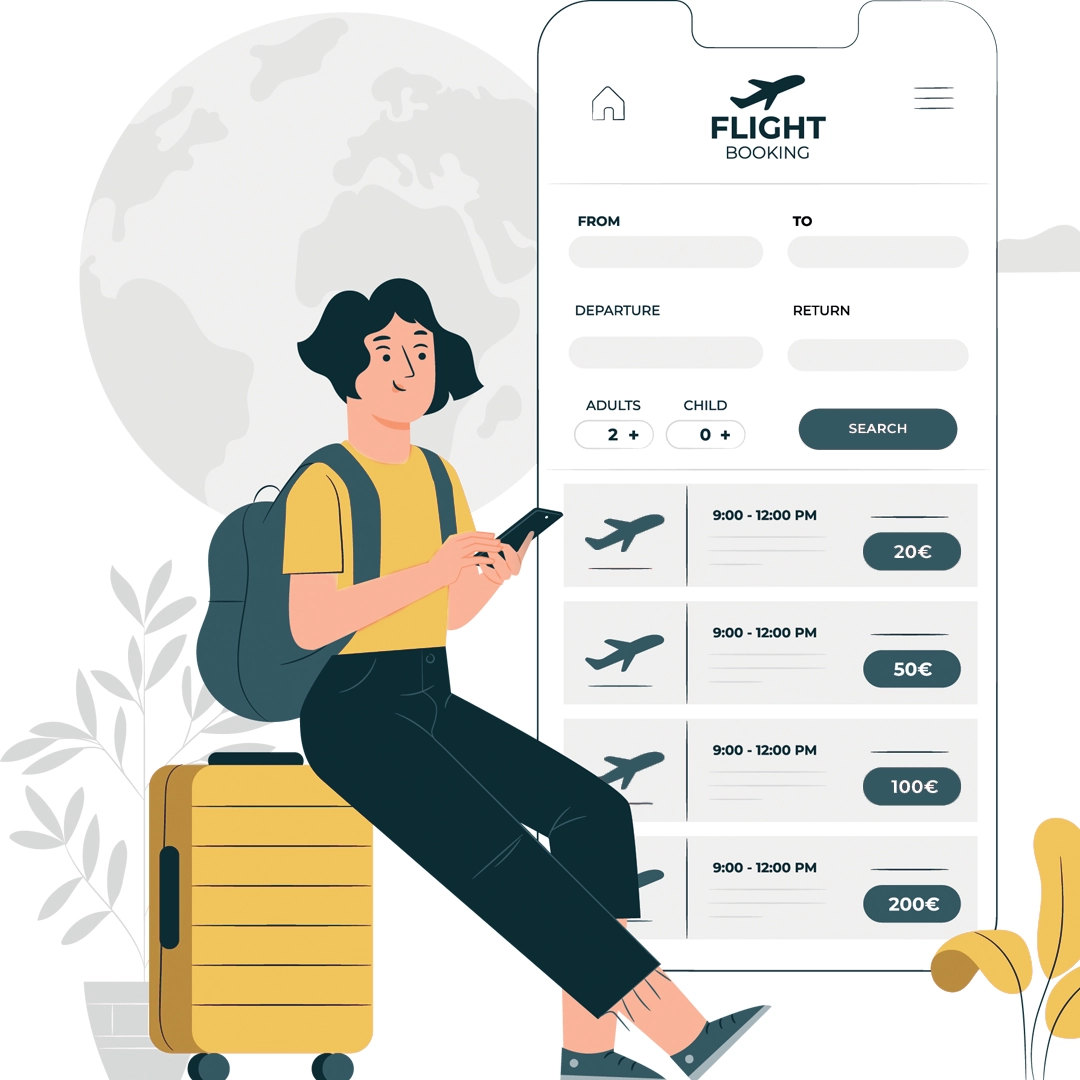 FLIGHT
BOOKING
FROM
TO
DEPARTURE
RETURN
ADULTS
CHILD
2 +
0 +
SEARCH
9:00 - 12:00 PM
20€
9:00 - 12:00 PM
50€
9:00 - 12:00 PM
100€
9:00 - 12:00 PM
200€